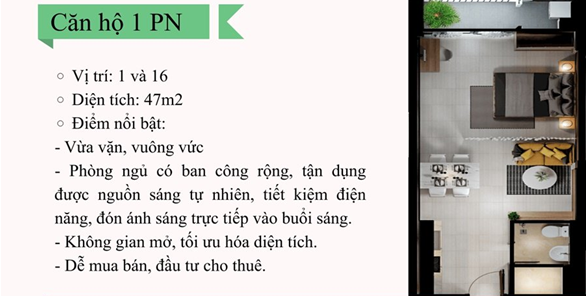 Căn hộ 1 PN
○ Vị trí: 1 và 16
○ Diện tích: 47m2
○ Điểm nổi bật:
- Vừa vặn, vuông vức
- Phòng ngủ có ban công rộng, tận dụng
được nguồn sáng tự nhiên, tiết kiệm điện
năng, đón ánh sáng trực tiếp vào buổi sáng.
- Không gian mở, tối ưu hóa diện tích.
- Dễ mua bán, đầu tư cho thuê.